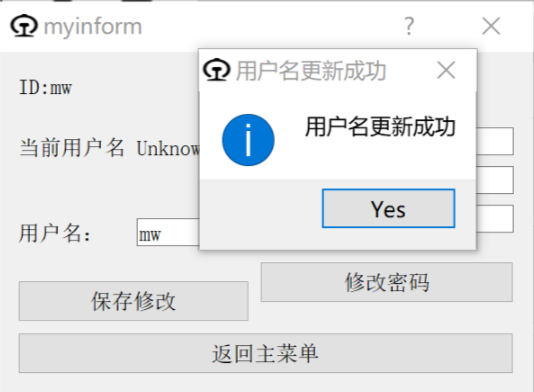 myinform
用户名更新成功
ID:mw
用户名更新成功
当前用户名 Unknow
Yes
用户名：
mw
修改密码
保存修改
返回主菜单